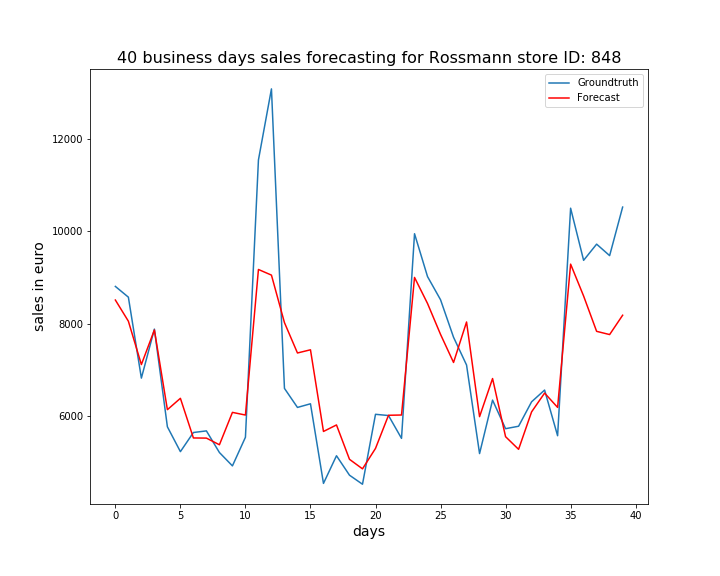 40 business days sales forecasting for Rossmann store ID: 848
Groundtruth
Forecast
12000
10000
8000
6000
sales in euro
0 5 10 15 20 25 30 35 40
days